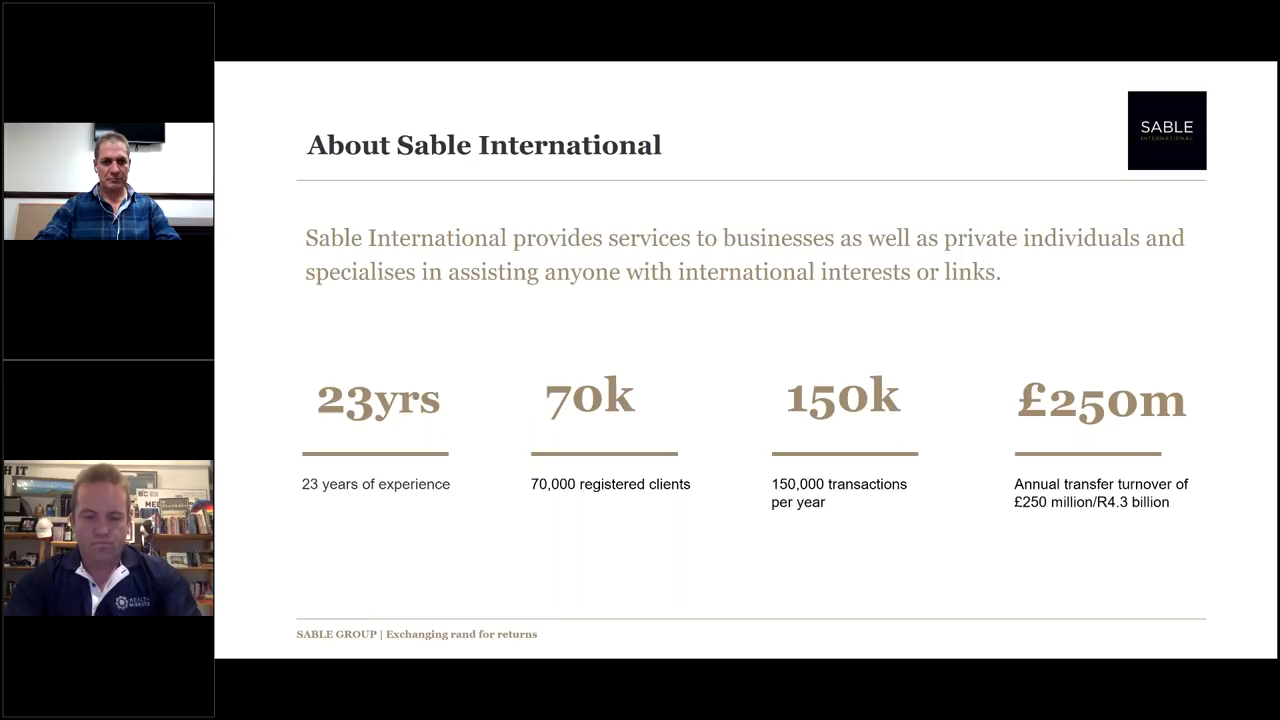 About Sable International
SABLE
INTERNATIONAL
Sable International provides services to businesses as well as private individuals and
specialises in assisting anyone with international interests or links.
23yrs
70k
150k
£250m
23 years of experience
70,000 registered clients
150,000 transactions
per year
Annual transfer turnover of
£250 million/R4.3 billion
SABLE GROUP | Exchanging rand for returns
H IT